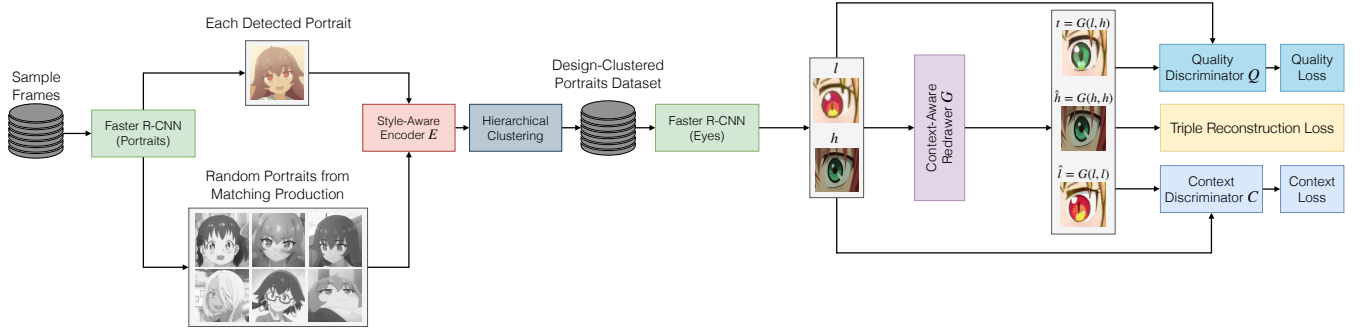 Each Detected Portrait
Sample
Frames
Faster R-CNN
(Portraits)
Random Portraits from
Matching Production
Style-Aware
Encoder E
Hierarchical
Clustering
Design-Clustered
Portraits Dataset
Faster R-CNN
(Eyes)
l
h
Context-Aware
Redrawer G
t = G(l, h)
ĥ = G(h, h)
l̂ = G(l, l)
Quality
Discriminator Q
Quality
Loss
Triple Reconstruction Loss
Context
Discriminator C
Context
Loss